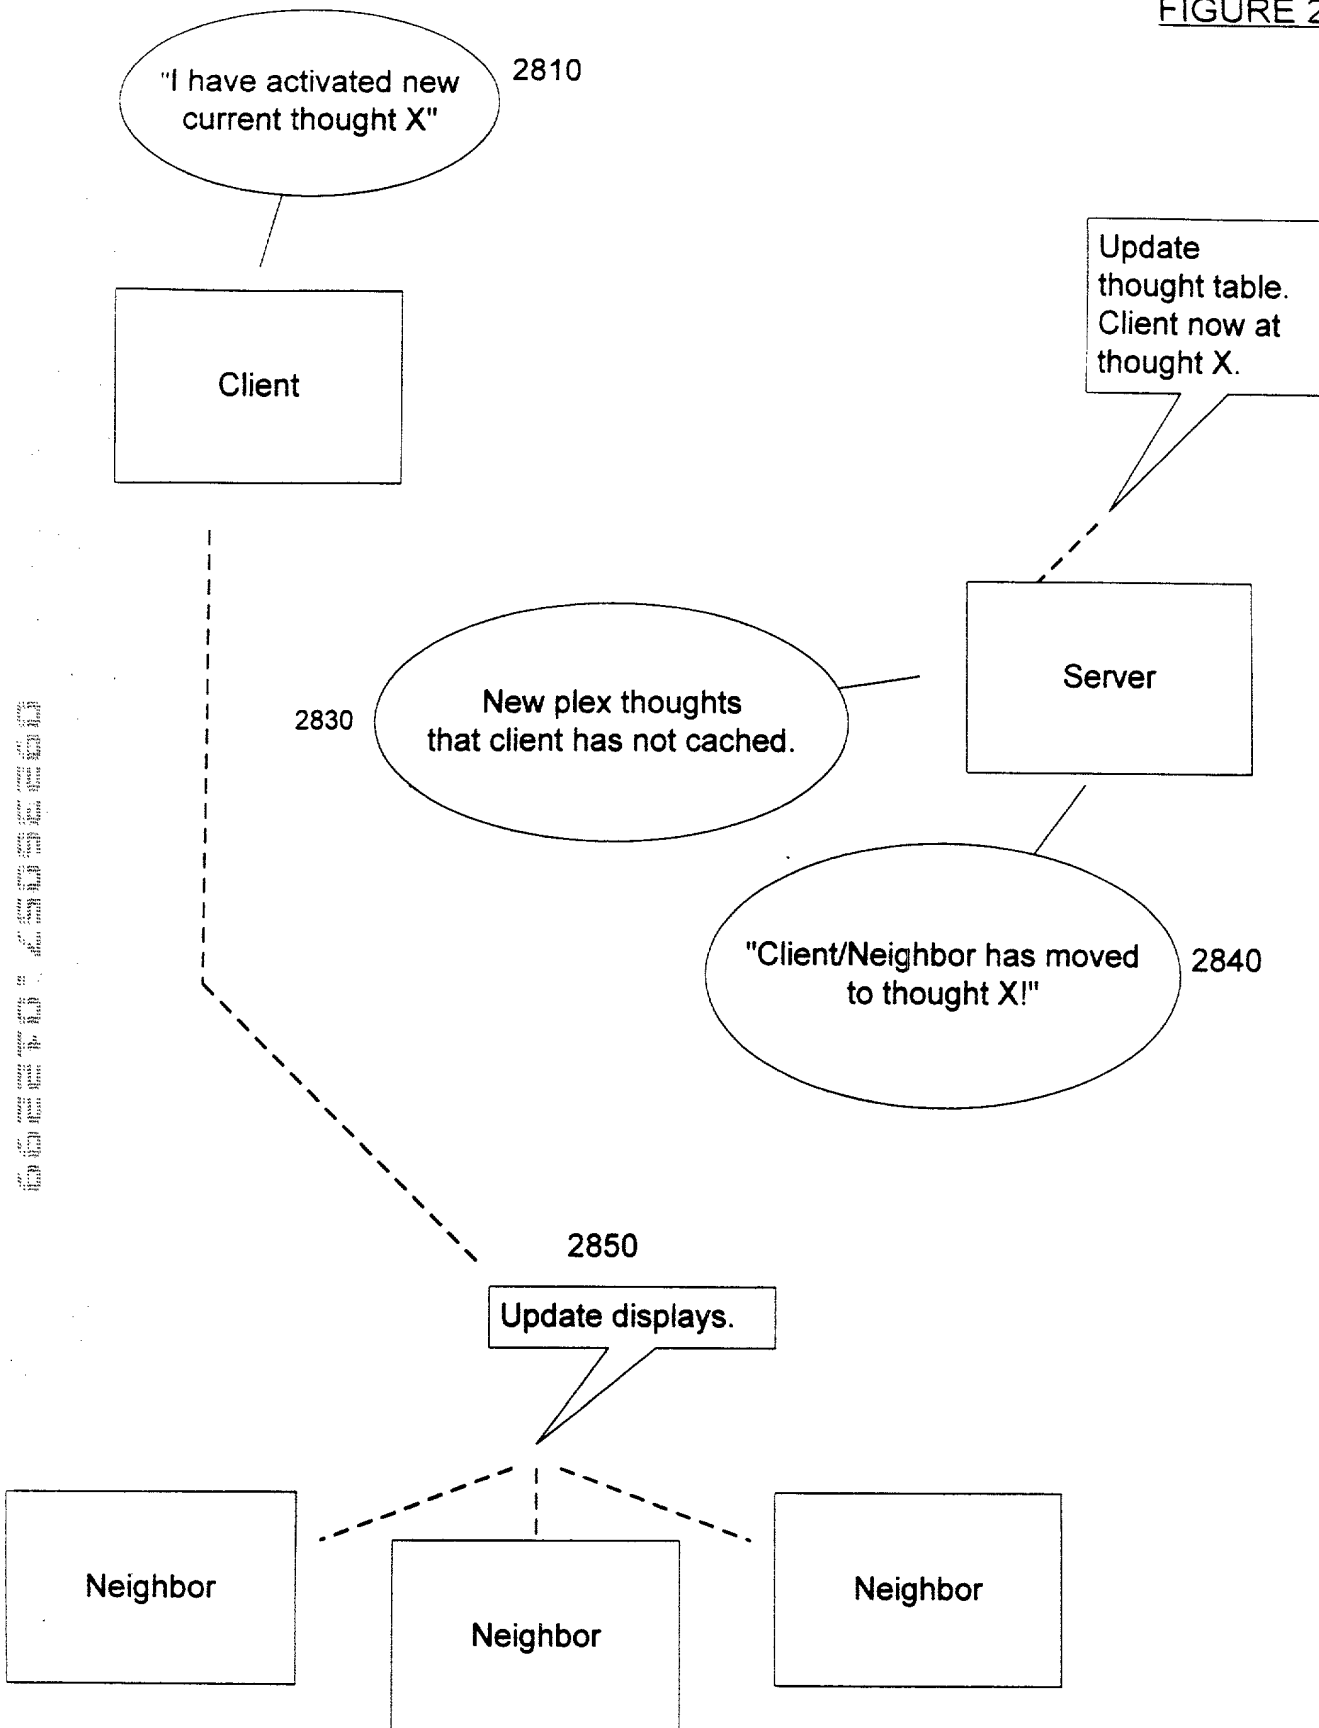 FIGURE 2
"I have activated new
current thought X"
2810
Update
thought table.
Client now at
thought X.
Client
Server
New plex thoughts
that client has not cached.
2830
"Client/Neighbor has moved
to thought X!"
2840
2850
Update displays.
Neighbor
Neighbor
Neighbor